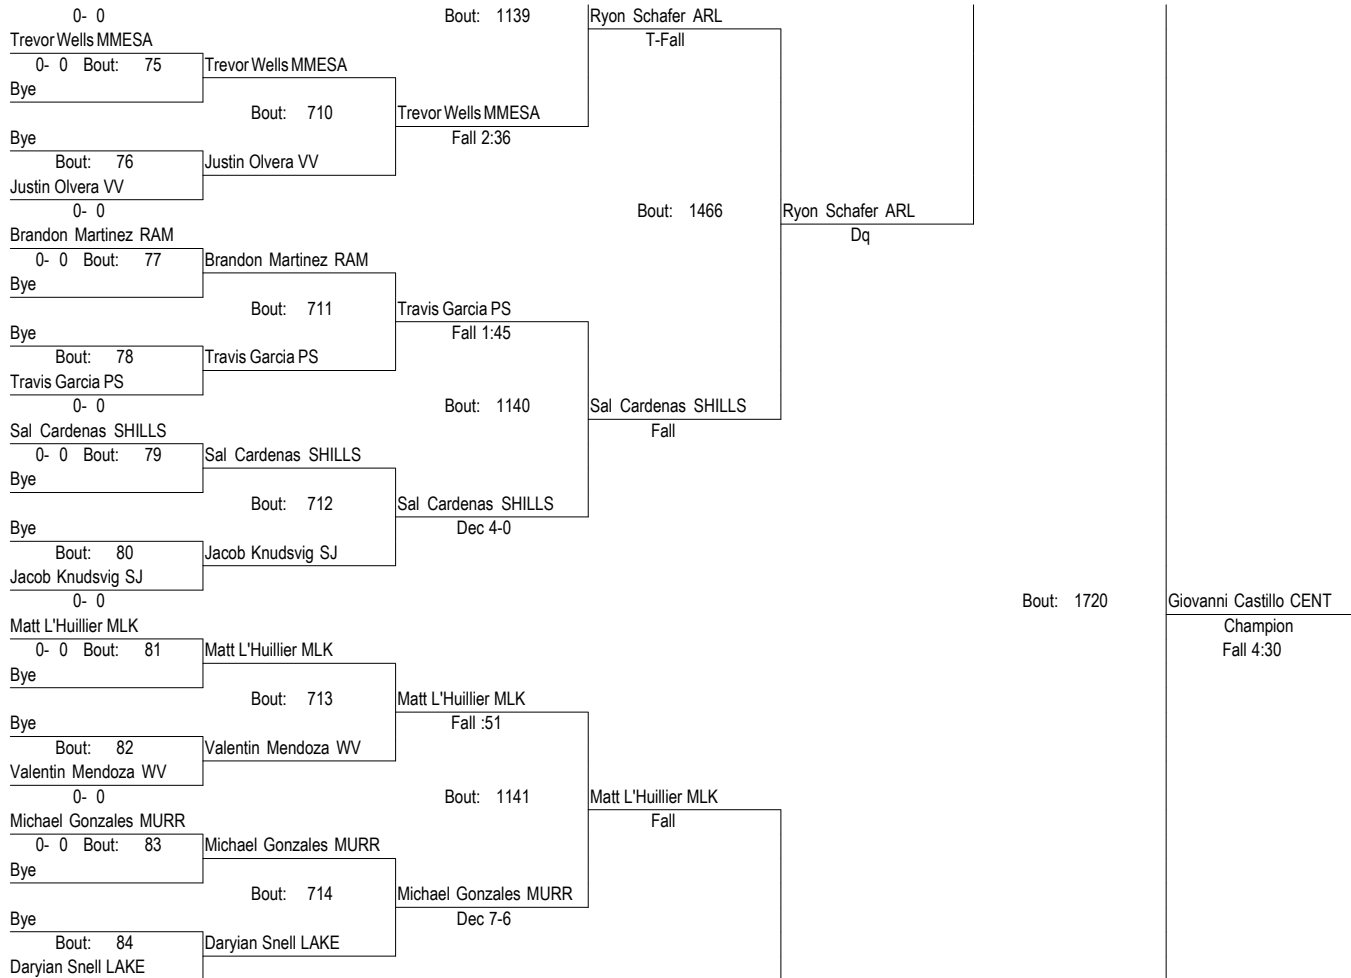 0- 0 Bout: 1139 Ryon Schafer ARL
Trevor Wells MMESA T-Fall
0- 0 Bout: 75 Trevor Wells MMESA
Bye
Bout: 710 Trevor Wells MMESA
Bye Fall 2:36
Bout: 76 Justin Olvera VV
Justin Olvera VV
0- 0 Bout: 1466 Ryon Schafer ARL
Brandon Martinez RAM Dq
0- 0 Bout: 77 Brandon Martinez RAM
Bye
Bout: 711 Travis Garcia PS
Bye Fall 1:45
Bout: 78 Travis Garcia PS
Travis Garcia PS
0- 0 Bout: 1140 Sal Cardenas SHILLS
Sal Cardenas SHILLS Fall
0- 0 Bout: 79 Sal Cardenas SHILLS
Bye
Bout: 712 Sal Cardenas SHILLS
Bye Dec 4-0
Bout: 80 Jacob Knudsvig SJ
Jacob Knudsvig SJ
0- 0 Bout: 1720 Giovanni Castillo CENT
Matt L'Huillier MLK Champion
0- 0 Bout: 81 Matt L'Huillier MLK Fall 4:30
Bye
Bout: 713 Matt L'Huillier MLK
Bye Fall :51
Bout: 82 Valentin Mendoza WV
Valentin Mendoza WV
0- 0 Bout: 1141 Matt L'Huillier MLK
Michael Gonzales MURR Fall
0- 0 Bout: 83 Michael Gonzales MURR
Bye
Bout: 714 Michael Gonzales MURR
Bye Dec 7-6
Bout: 84 Daryian Snell LAKE
Daryian Snell LAKE